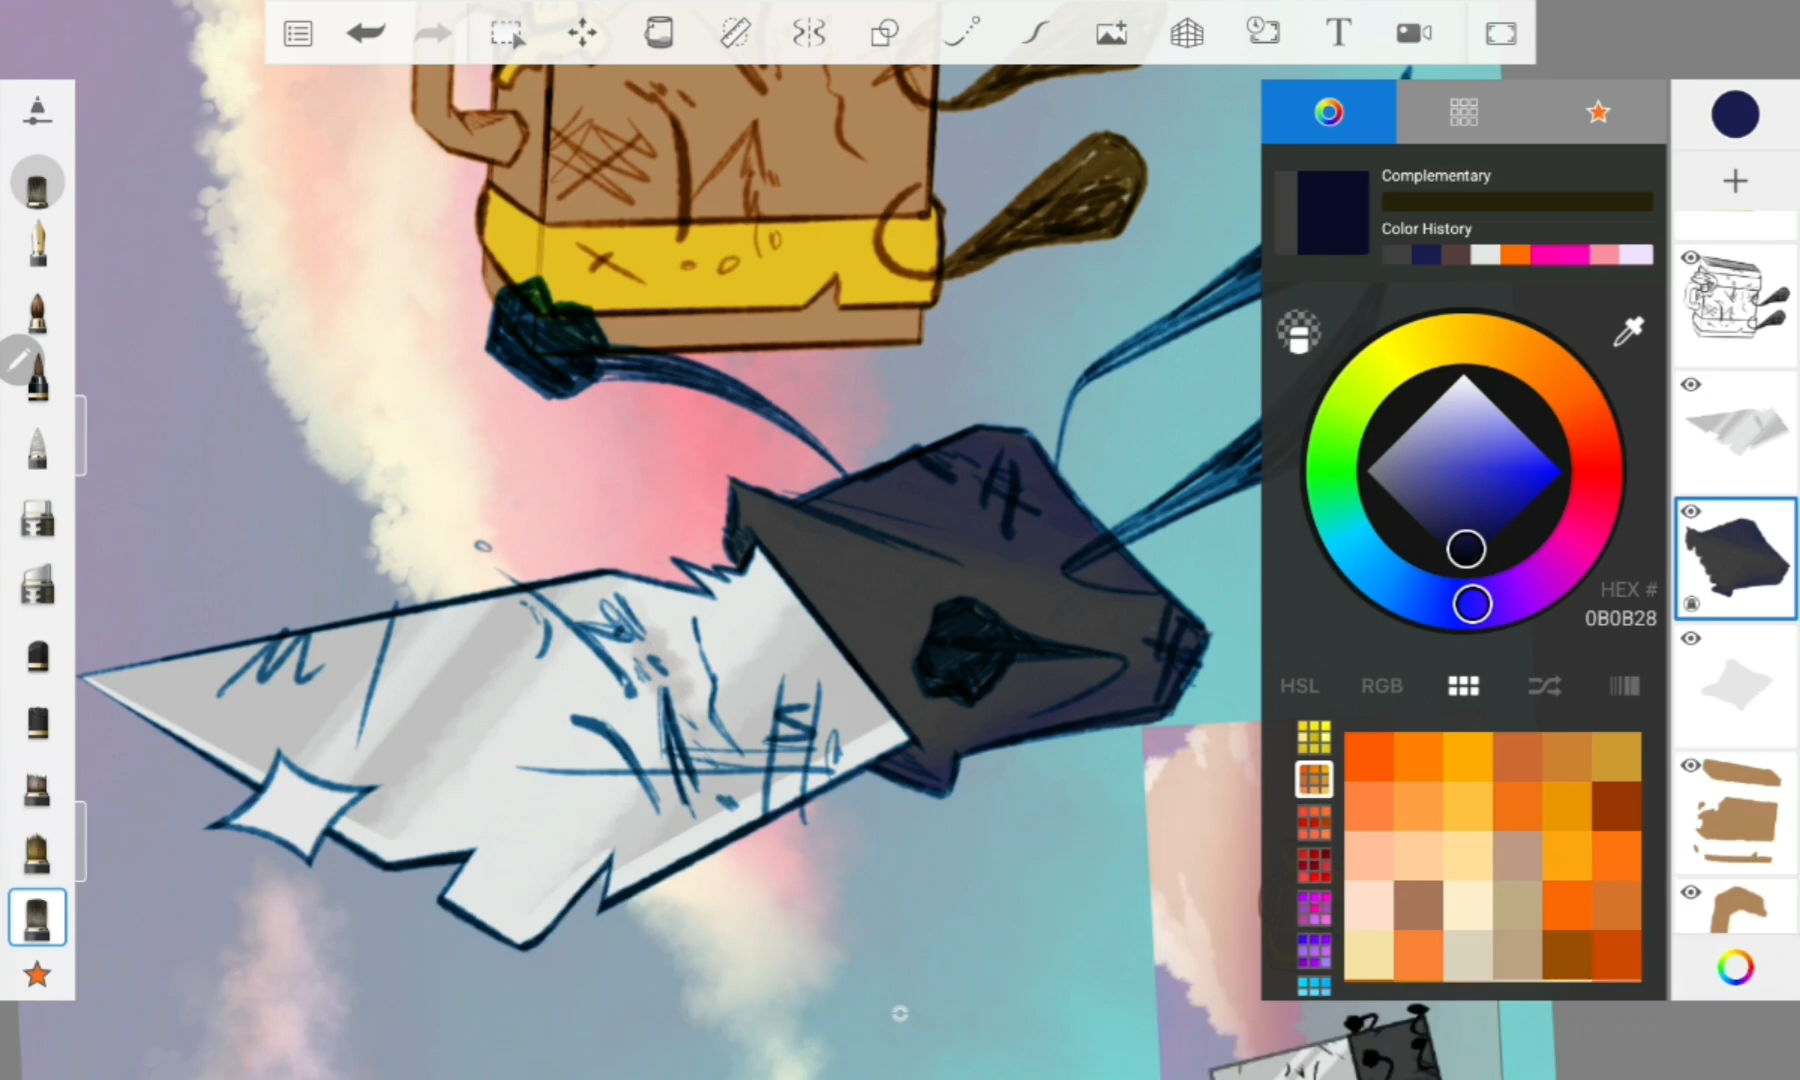 T
Complementary
Color History
HEX #
0B0B28
HSL
RGB